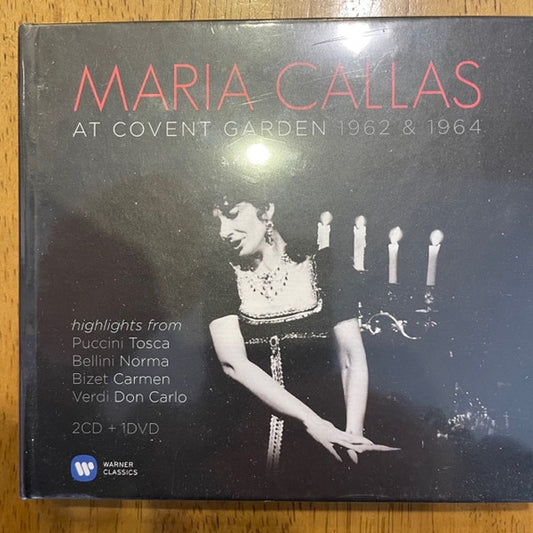 MARIA CALLAS
AT COVENT GARDEN 1962 & 1964
highlights from
Puccini Tosca
Bellini Norma
Bizet Carmen
Verdi Don Carlo
2CD + 1DVD
WARNER
CLASSICS